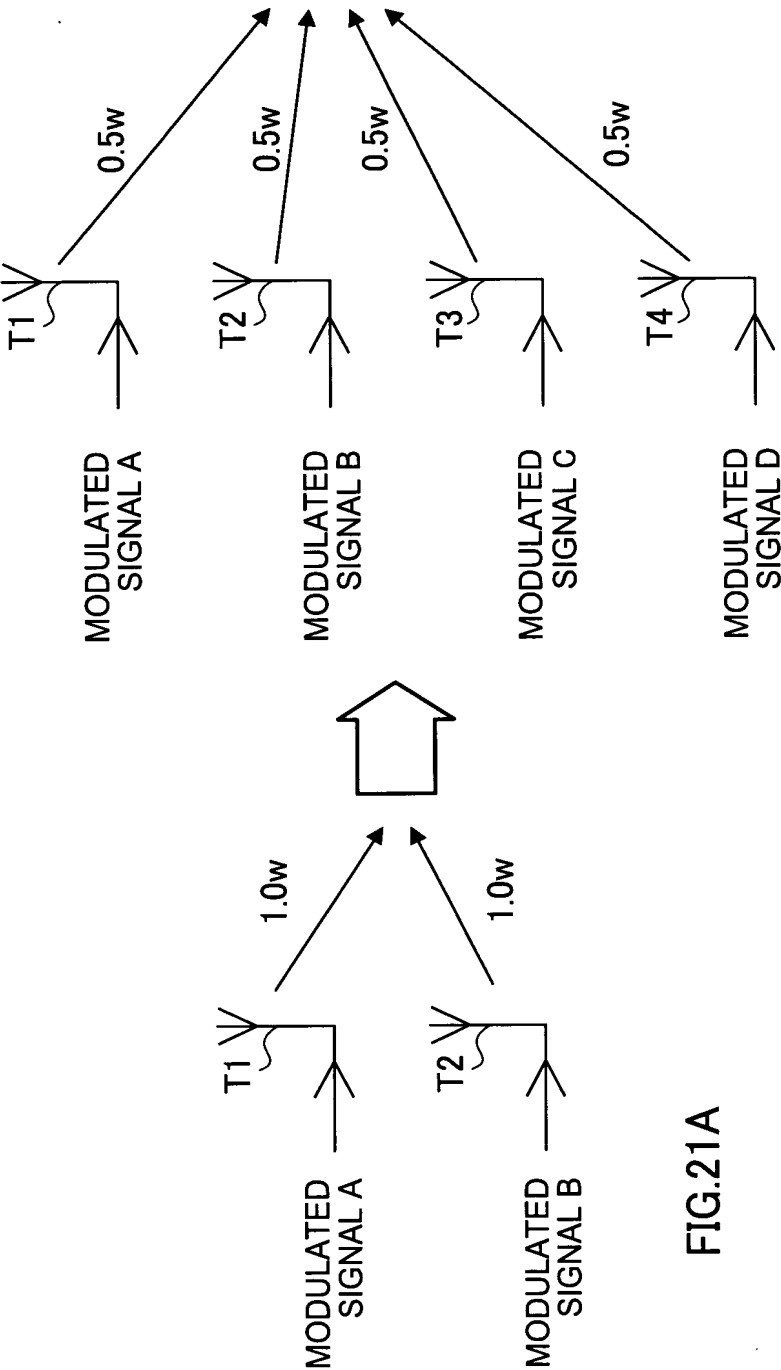 MODULATED
SIGNAL A
T1
1.0w
MODULATED
SIGNAL B
T2
1.0w
MODULATED
SIGNAL A
T1
0.5w
MODULATED
SIGNAL B
T2
0.5w
MODULATED
SIGNAL C
T3
0.5w
MODULATED
SIGNAL D
T4
0.5w
FIG.21A